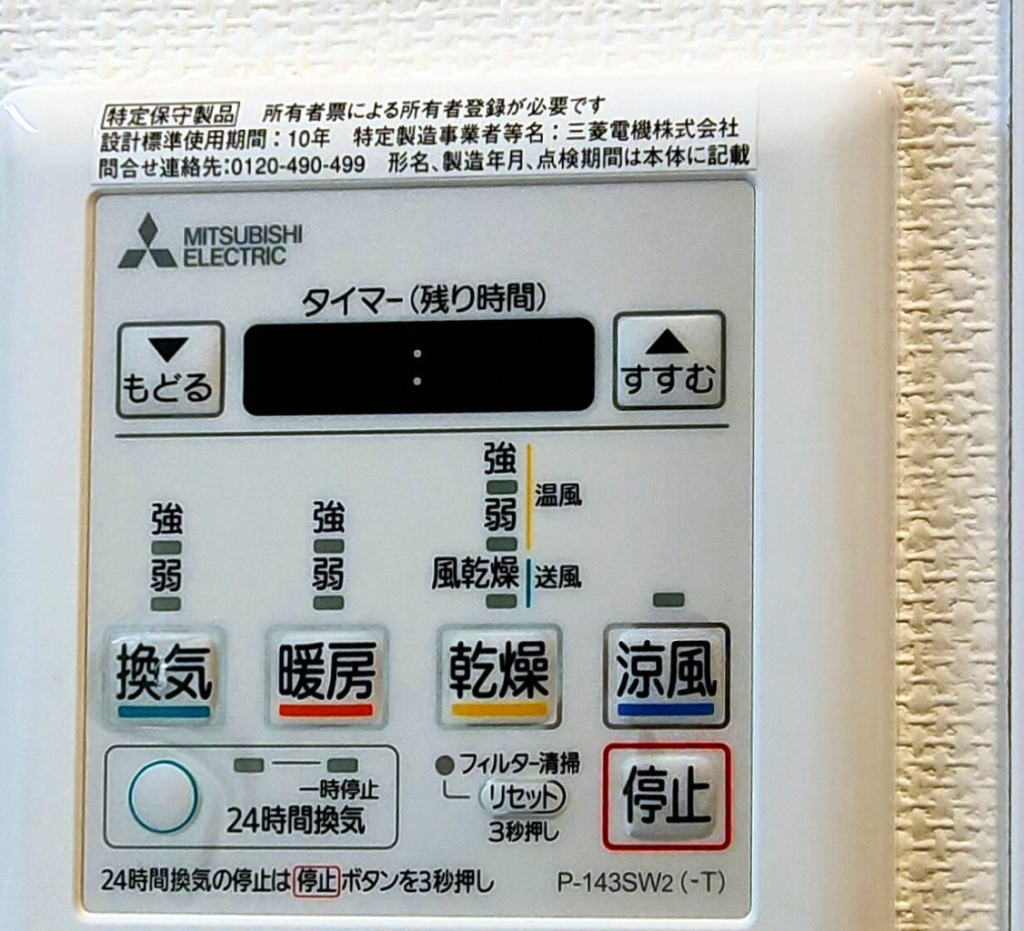 特定保守製品 所有者票による所有者登録が必要です
設計標準使用期間：10年 特定製造事業者等名：三菱電機株式会社
問合せ連絡先:0120-490-499 形名、製造年月、点検期間は本体に記載
MITSUBISHI
ELECTRIC
タイマー(残り時間)
▼
もどる
:
▲
すすむ
強
弱
強
弱
強
弱
温風
風乾燥
送風
換気
暖房
乾燥
涼風
一時停止
24時間換気
フィルター清掃
リセット
3秒押し
停止
24時間換気の停止は 停止 ボタンを3秒押し
P-143SW2(-T)